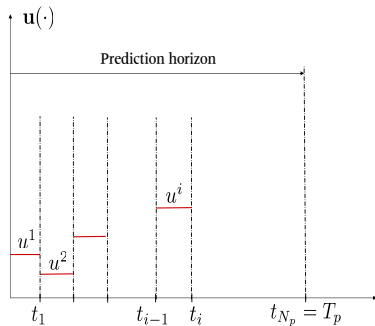 u(·)
Prediction horizon
u^i
u^1
u^2
t_1
t_{i−1}
t_i
t_{N_p} = T_p